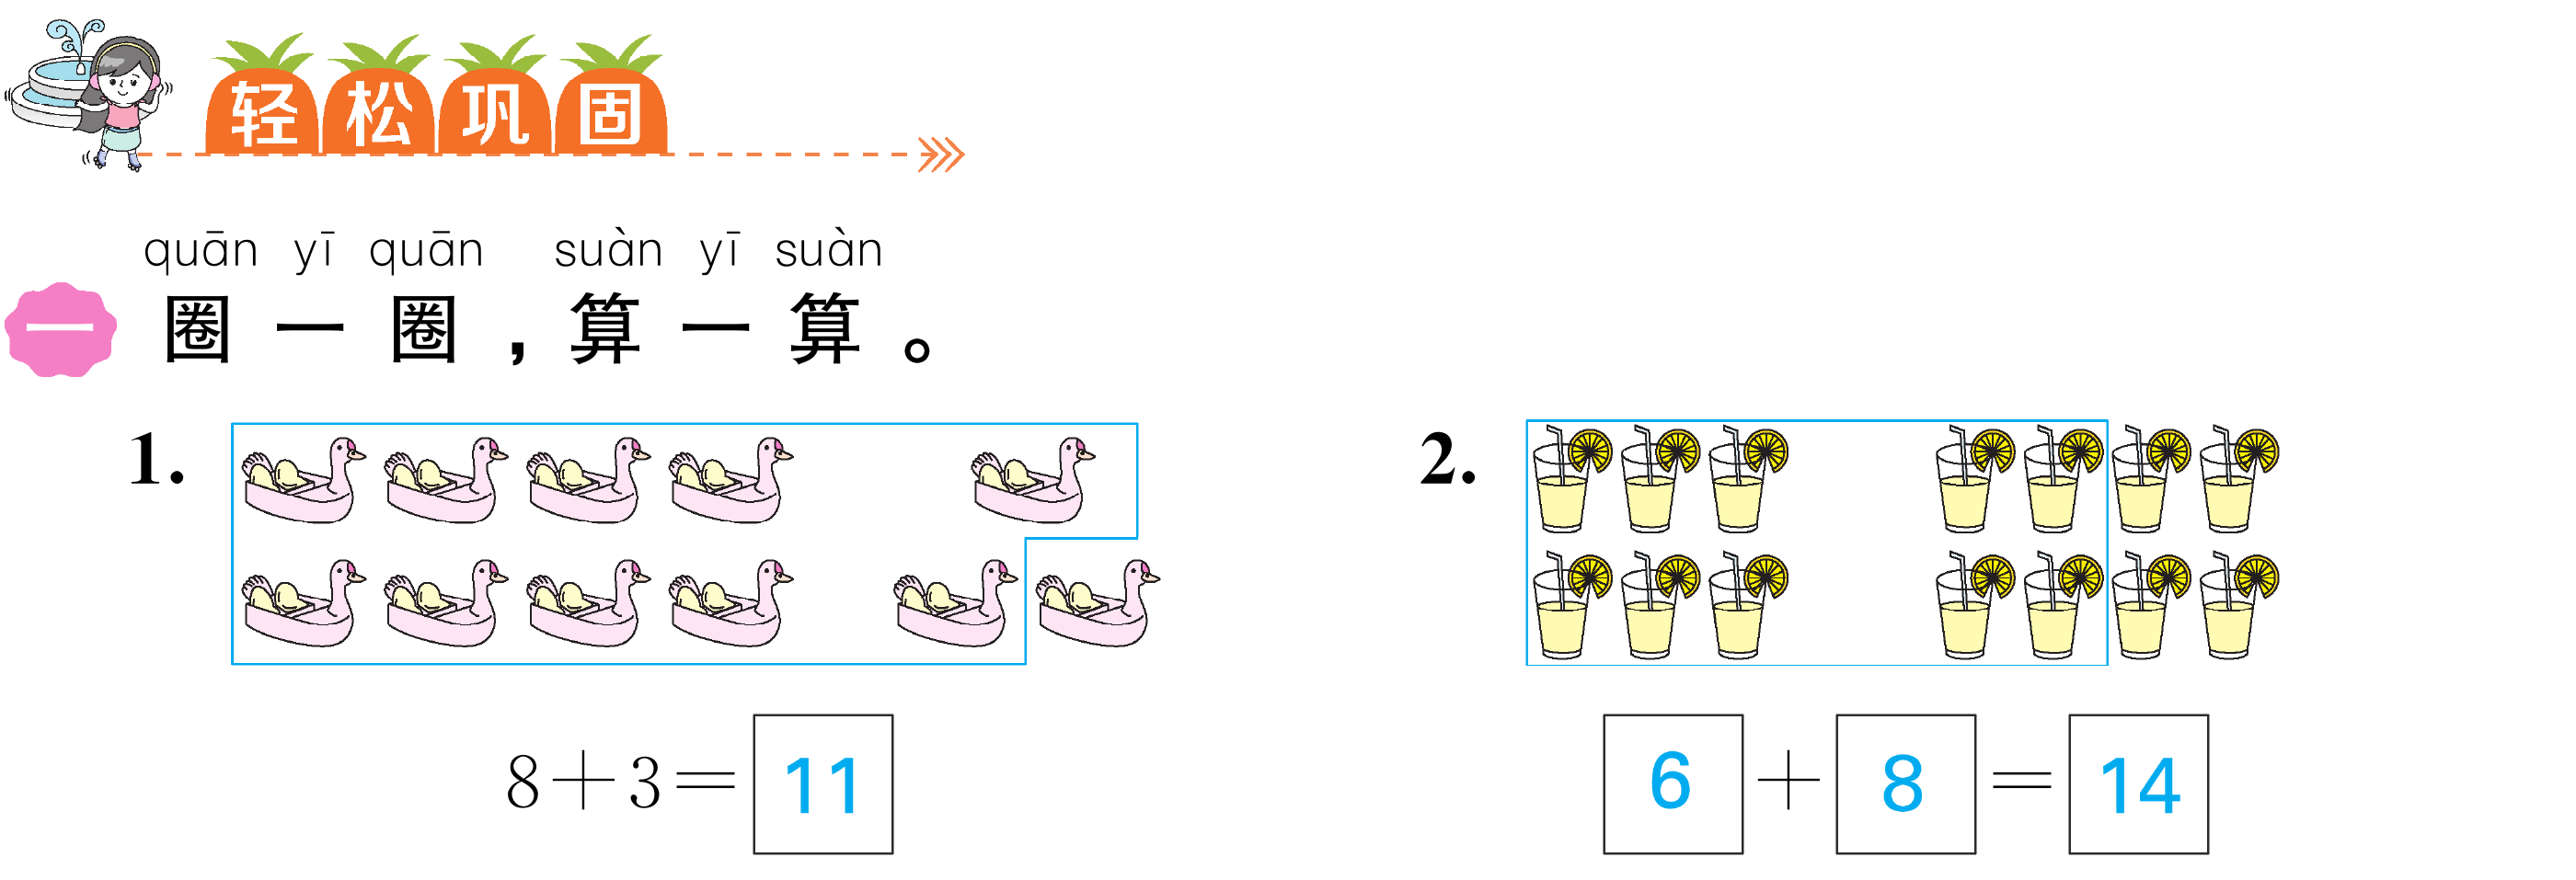 轻松巩固
quān yī quān suàn yī suàn
一 圈一圈，算一算。
1. 2.
8+3=11 6+8=14